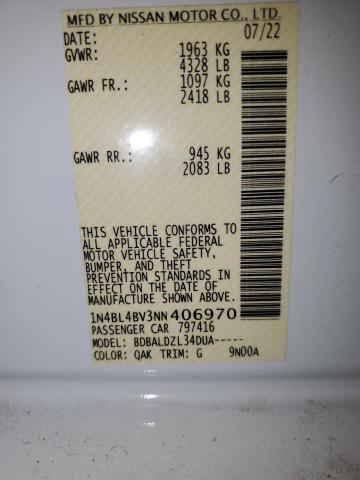 MFD BY NISSAN MOTOR CO., LTD.
DATE: 07/22
GVWR: 1963 KG
4328 LB
GAWR FR.: 1097 KG
2418 LB
GAWR RR.: 945 KG
2083 LB
THIS VEHICLE CONFORMS TO
ALL APPLICABLE FEDERAL
MOTOR VEHICLE SAFETY,
BUMPER, AND THEFT
PREVENTION STANDARDS IN
EFFECT ON THE DATE OF
MANUFACTURE SHOWN ABOVE.
1N4BL4BV3NN406970
PASSENGER CAR 797416
MODEL: BDBALDZL34DUA-----
COLOR: QAK TRIM: G 9N00A